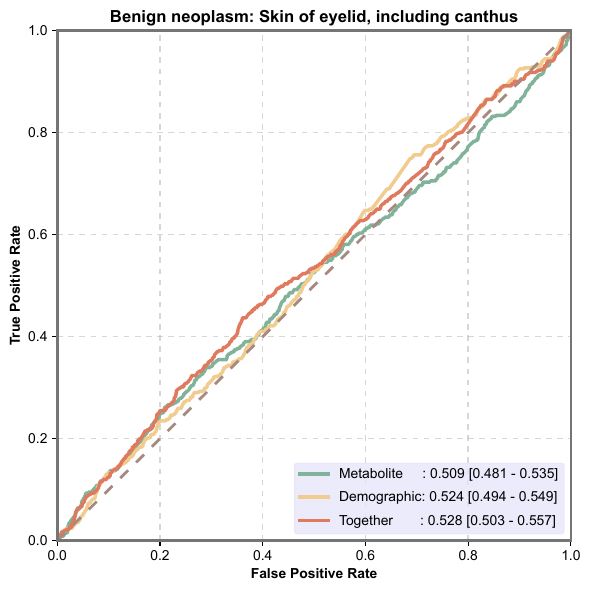 Benign neoplasm: Skin of eyelid, including canthus
True Positive Rate
1.0
0.8
0.6
0.4
0.2
0.0
Metabolite : 0.509 [0.481 - 0.535]
Demographic: 0.524 [0.494 - 0.549]
Together : 0.528 [0.503 - 0.557]
0.0 0.2 0.4 0.6 0.8 1.0
False Positive Rate